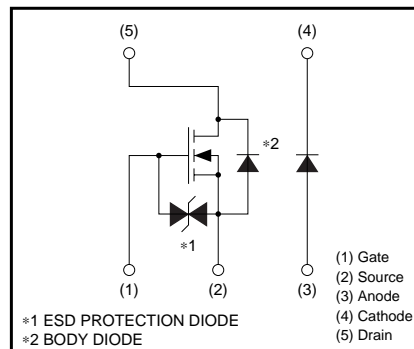 (5) (4)
∗2
∗1
(1) (2) (3)
(1) Gate
(2) Source
(3) Anode
(4) Cathode
(5) Drain
∗1 ESD PROTECTION DIODE
∗2 BODY DIODE